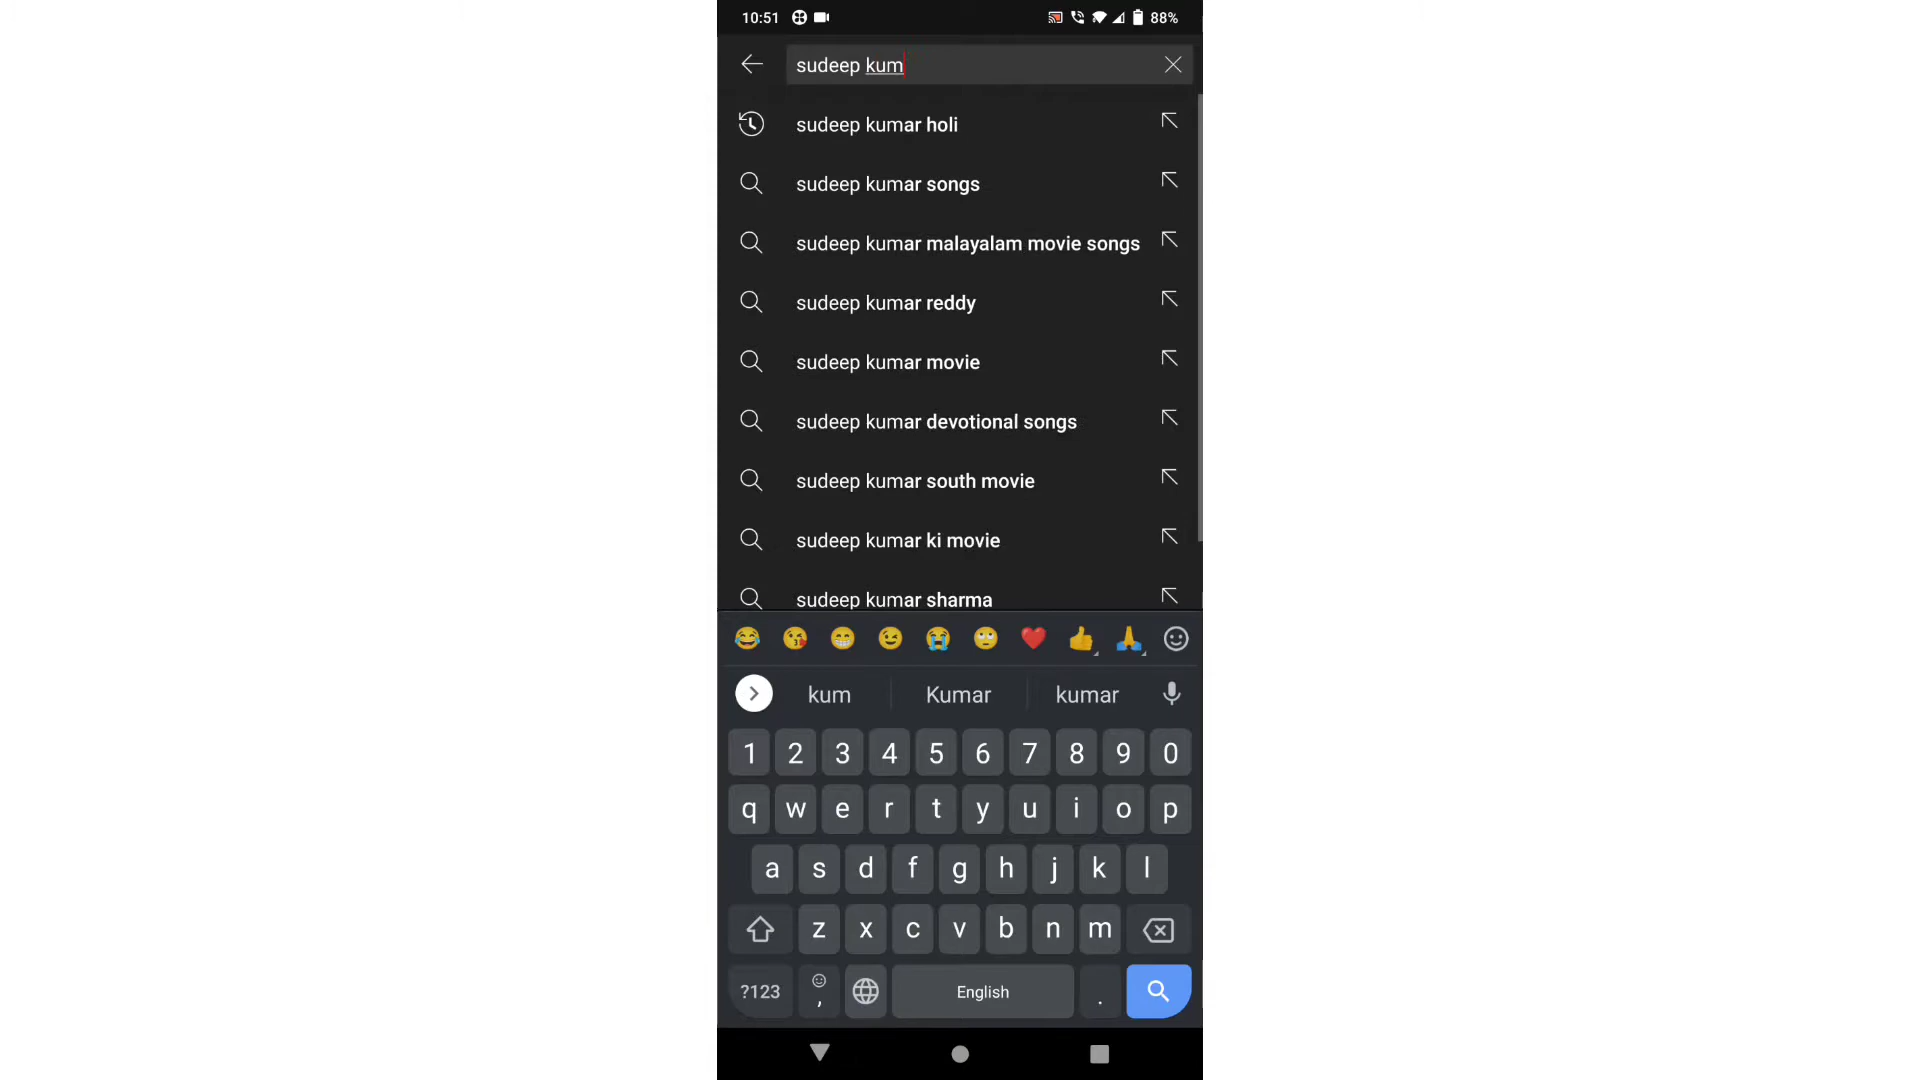 10:51 88%
sudeep kum
sudeep kumar holi
sudeep kumar songs
sudeep kumar malayalam movie songs
sudeep kumar reddy
sudeep kumar movie
sudeep kumar devotional songs
sudeep kumar south movie
sudeep kumar ki movie
sudeep kumar sharma
kum Kumar kumar
1 2 3 4 5 6 7 8 9 0
q w e r t y u i o p
a s d f g h j k l
z x c v b n m
?123 , English .